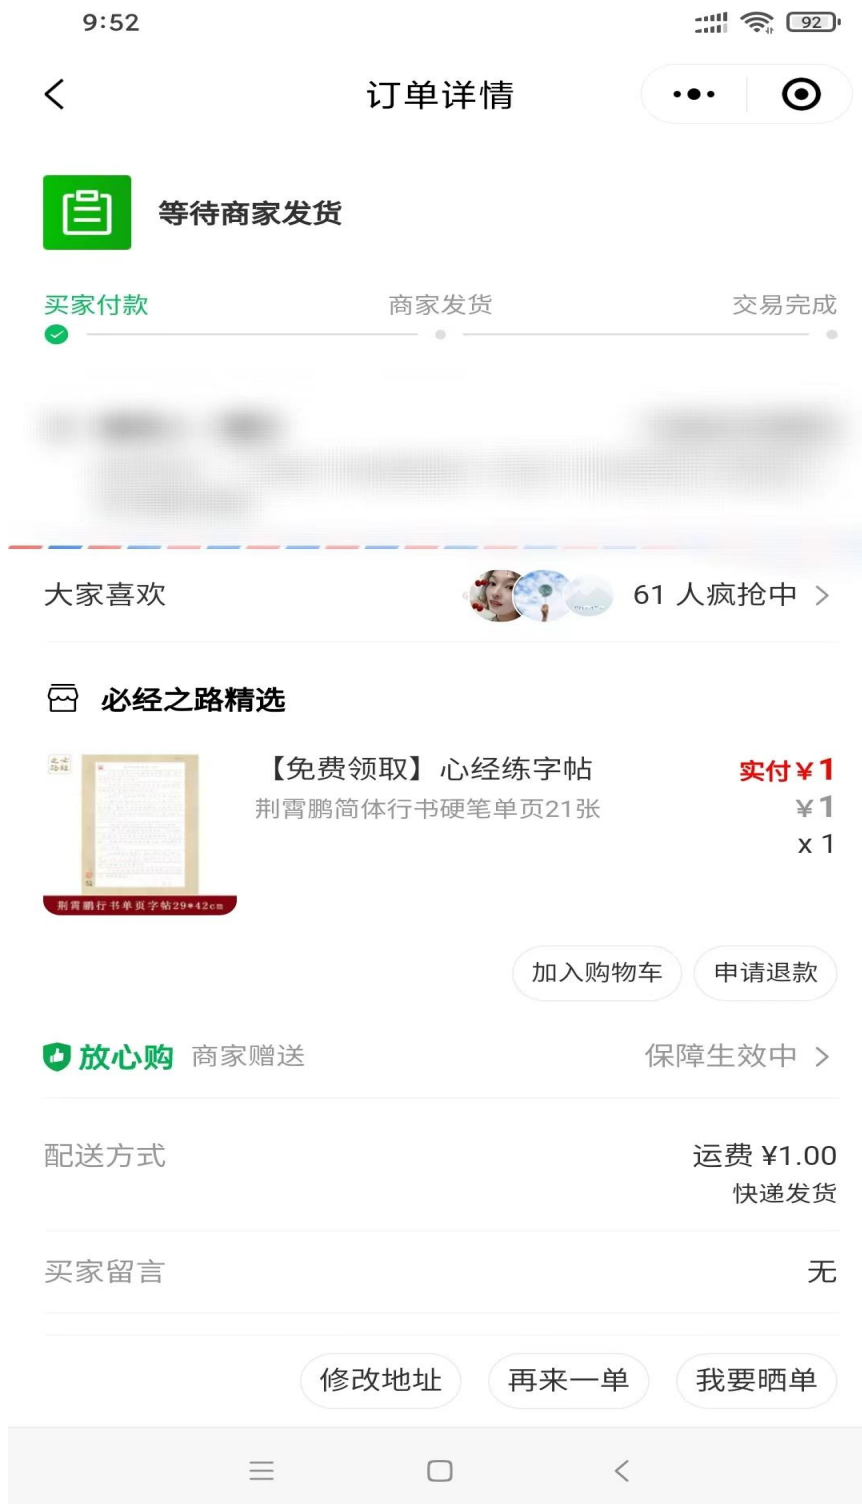 9:52
92
订单详情
等待商家发货
买家付款
商家发货
交易完成
大家喜欢
61 人疯抢中
必经之路精选
【免费领取】心经练字帖
实付¥1
荆霄鹏简体行书硬笔单页21张
¥1
x 1
荆霄鹏行书单页字帖29*42cm
加入购物车
申请退款
放心购 商家赠送
保障生效中
配送方式
运费 ¥1.00
快递发货
买家留言
无
修改地址
再来一单
我要晒单